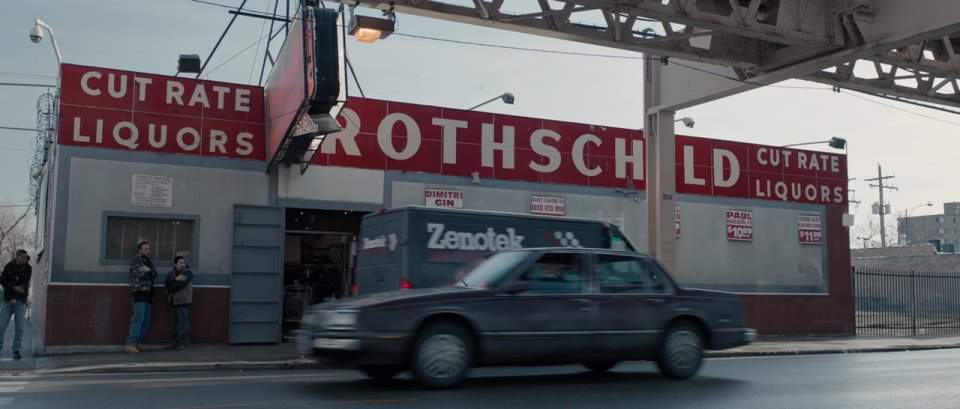 CUT RATE
LIQUORS
ROTHSCHILD
CUT RATE
LIQUORS
DIMITRI
GIN
Zenotek
PAUL
$10.99
$11.99